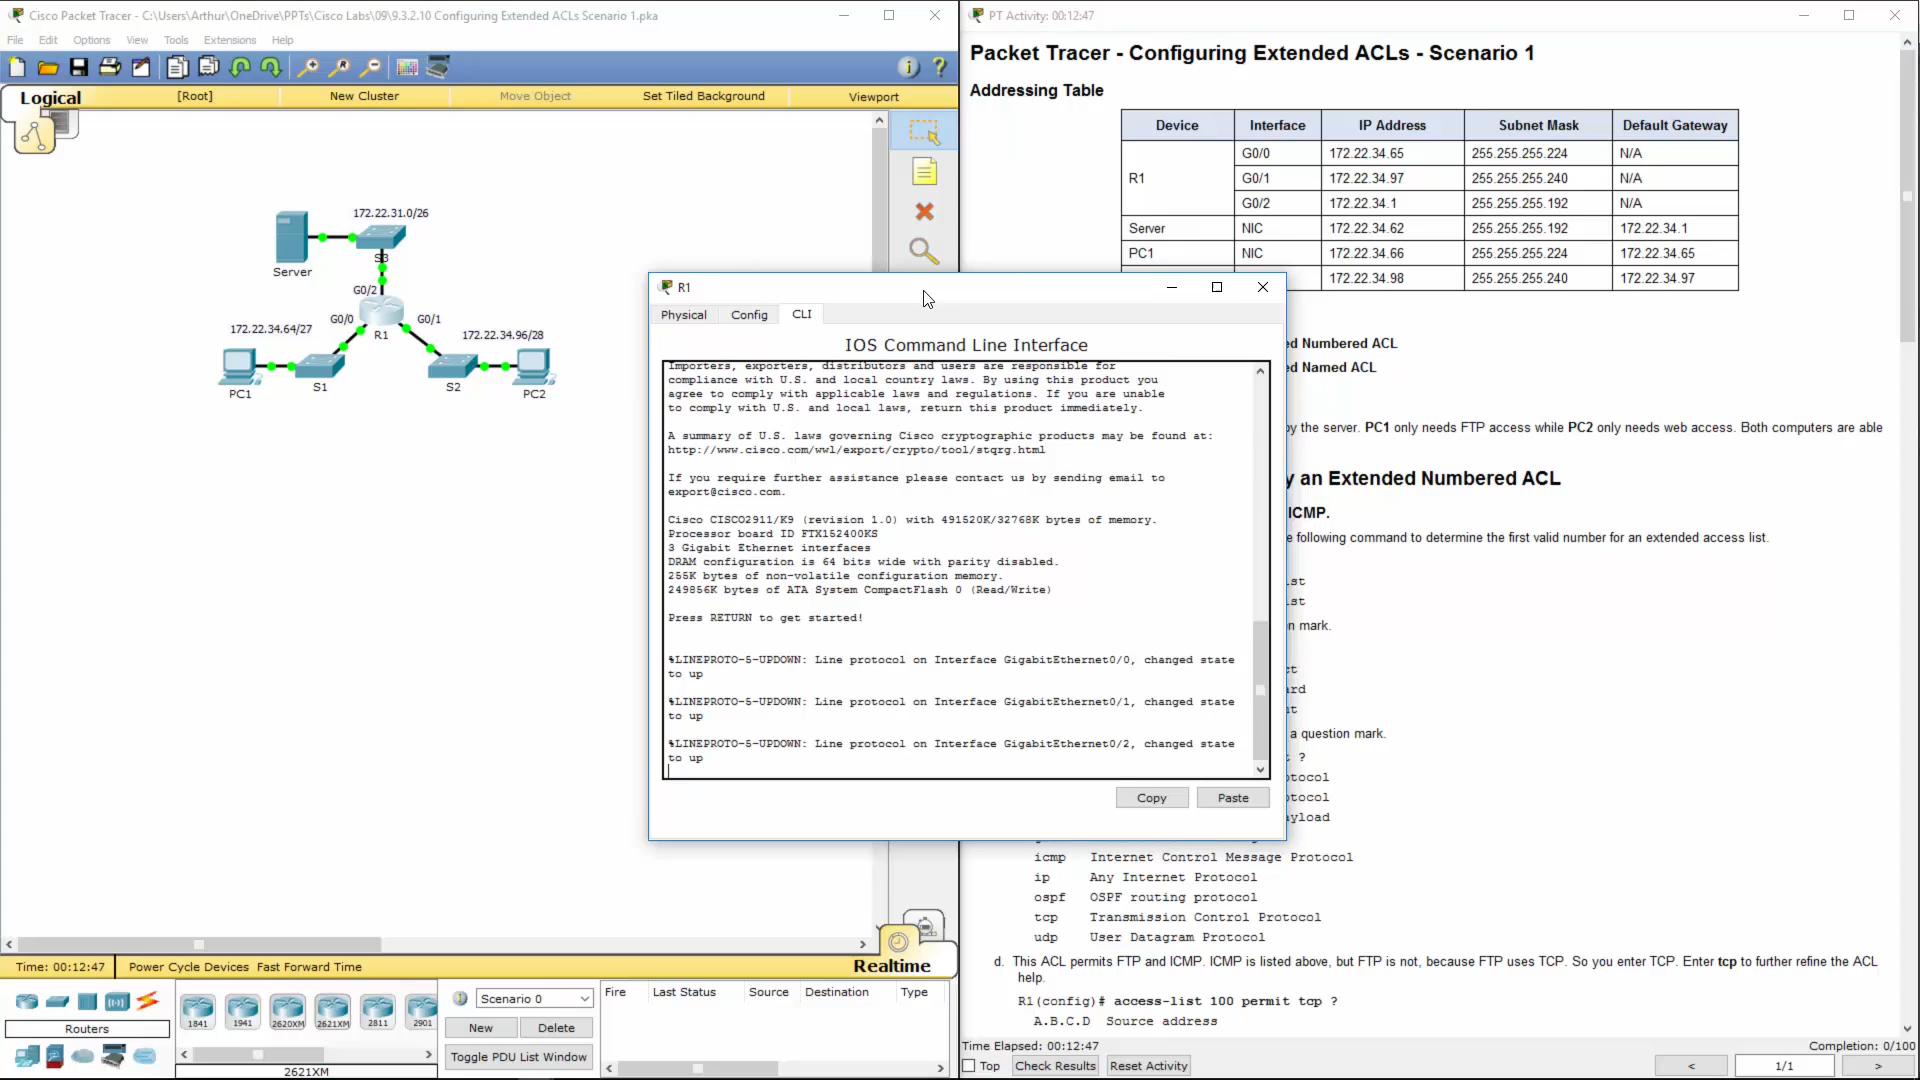 Cisco Packet Tracer - C:\Users\Arthur\OneDrive\PPTs\Cisco Labs\09\9.3.2.10 Configuring Extended ACLs Scenario 1.pka
File Edit Options View Tools Extensions Help
Logical [Root] New Cluster Move Object Set Tiled Background Viewport
172.22.31.0/26
S3
Server
G0/2
G0/0 G0/1
172.22.34.64/27 R1 172.22.34.96/28
PC1 S1 S2 PC2
Time: 00:12:47 Power Cycle Devices Fast Forward Time Realtime
Routers
1841 1941 2620XM 2621XM 2811 2901
2621XM
Scenario 0
New Delete
Toggle PDU List Window
Fire Last Status Source Destination Type
R1
Physical Config CLI
IOS Command Line Interface
Importers, exporters, distributors and users are responsible for
compliance with U.S. and local country laws. By using this product you
agree to comply with applicable laws and regulations. If you are unable
to comply with U.S. and local laws, return this product immediately.
A summary of U.S. laws governing Cisco cryptographic products may be found at:
http://www.cisco.com/wwl/export/crypto/tool/stqrg.html
If you require further assistance please contact us by sending email to
export@cisco.com.
Cisco CISCO2911/K9 (revision 1.0) with 491520K/32768K bytes of memory.
Processor board ID FTX152400KS
3 Gigabit Ethernet interfaces
DRAM configuration is 64 bits wide with parity disabled.
255K bytes of non-volatile configuration memory.
249856K bytes of ATA System CompactFlash 0 (Read/Write)
Press RETURN to get started!
%LINEPROTO-5-UPDOWN: Line protocol on Interface GigabitEthernet0/0, changed state
to up
%LINEPROTO-5-UPDOWN: Line protocol on Interface GigabitEthernet0/1, changed state
to up
%LINEPROTO-5-UPDOWN: Line protocol on Interface GigabitEthernet0/2, changed state
to up
Copy Paste
PT Activity: 00:12:47
Packet Tracer - Configuring Extended ACLs - Scenario 1
Addressing Table
Device Interface IP Address Subnet Mask Default Gateway
R1
G0/0 172.22.34.65 255.255.255.224 N/A
G0/1 172.22.34.97 255.255.255.240 N/A
G0/2 172.22.34.1 255.255.255.192 N/A
Server NIC 172.22.34.62 255.255.255.192 172.22.34.1
PC1 NIC 172.22.34.66 255.255.255.224 172.22.34.65
172.22.34.98 255.255.255.240 172.22.34.97
d Numbered ACL
d Named ACL
by the server. PC1 only needs FTP access while PC2 only needs web access. Both computers are able
y an Extended Numbered ACL
ICMP.
e following command to determine the first valid number for an extended access list.
st
st
n mark.
ct
rd
t
a question mark.
t ?
tocol
tocol
yload
icmp Internet Control Message Protocol
ip Any Internet Protocol
ospf OSPF routing protocol
tcp Transmission Control Protocol
udp User Datagram Protocol
d. This ACL permits FTP and ICMP. ICMP is listed above, but FTP is not, because FTP uses TCP. So you enter TCP. Enter tcp to further refine the ACL
help.
R1(config)# access-list 100 permit tcp ?
A.B.C.D Source address
Time Elapsed: 00:12:47 Completion: 0/100
Top Check Results Reset Activity < 1/1 >